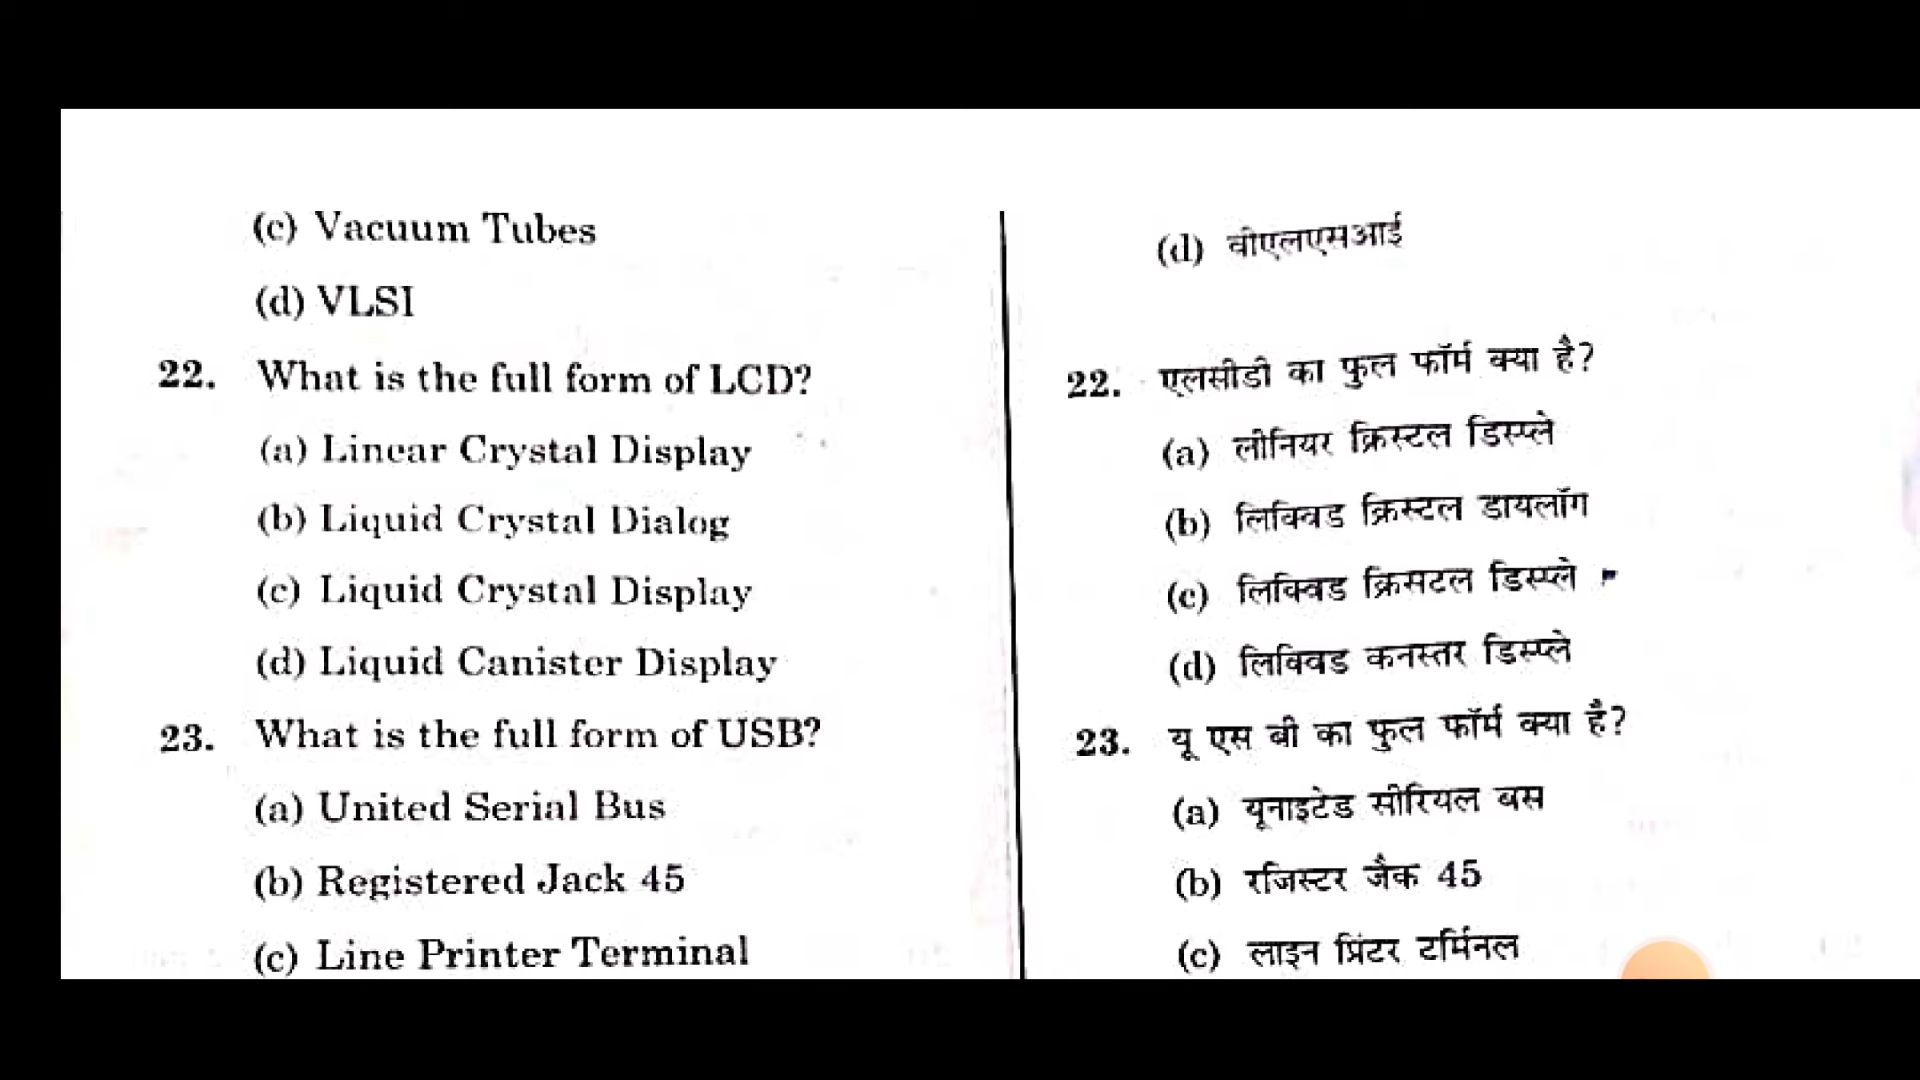 (c) Vacuum Tubes
(d) VLSI
22. What is the full form of LCD?
(a) Linear Crystal Display
(b) Liquid Crystal Dialog
(c) Liquid Crystal Display
(d) Liquid Canister Display
23. What is the full form of USB?
(a) United Serial Bus
(b) Registered Jack 45
(c) Line Printer Terminal
(d) वीएलएसआई
22. एलसीडी का फुल फॉर्म क्या है?
(a) लीनियर क्रिस्टल डिस्प्ले
(b) लिक्विड क्रिस्टल डायलॉग
(c) लिक्विड क्रिसटल डिस्प्ले
(d) लिक्विड कनस्तर डिस्प्ले
23. यू एस बी का फुल फॉर्म क्या है?
(a) यूनाइटेड सीरियल बस
(b) रजिस्टर जैक 45
(c) लाइन प्रिंटर टर्मिनल